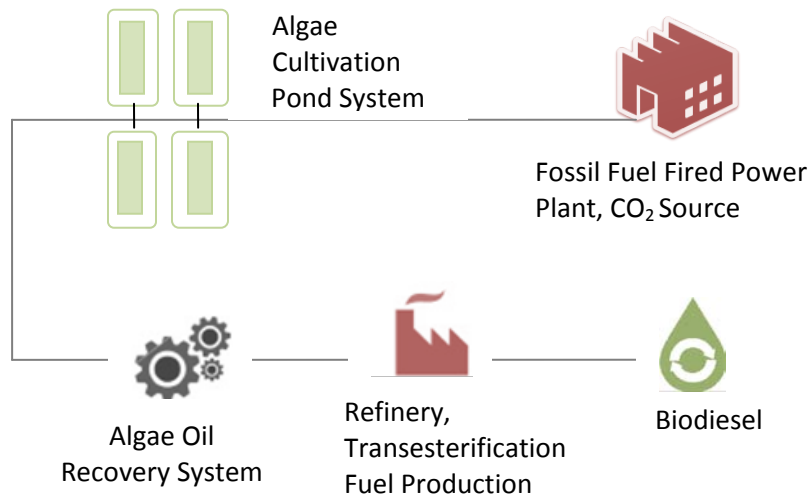 Algae
Cultivation
Pond System
Fossil Fuel Fired Power
Plant, CO₂ Source
Algae Oil
Recovery System
Refinery,
Transesterification
Fuel Production
Biodiesel